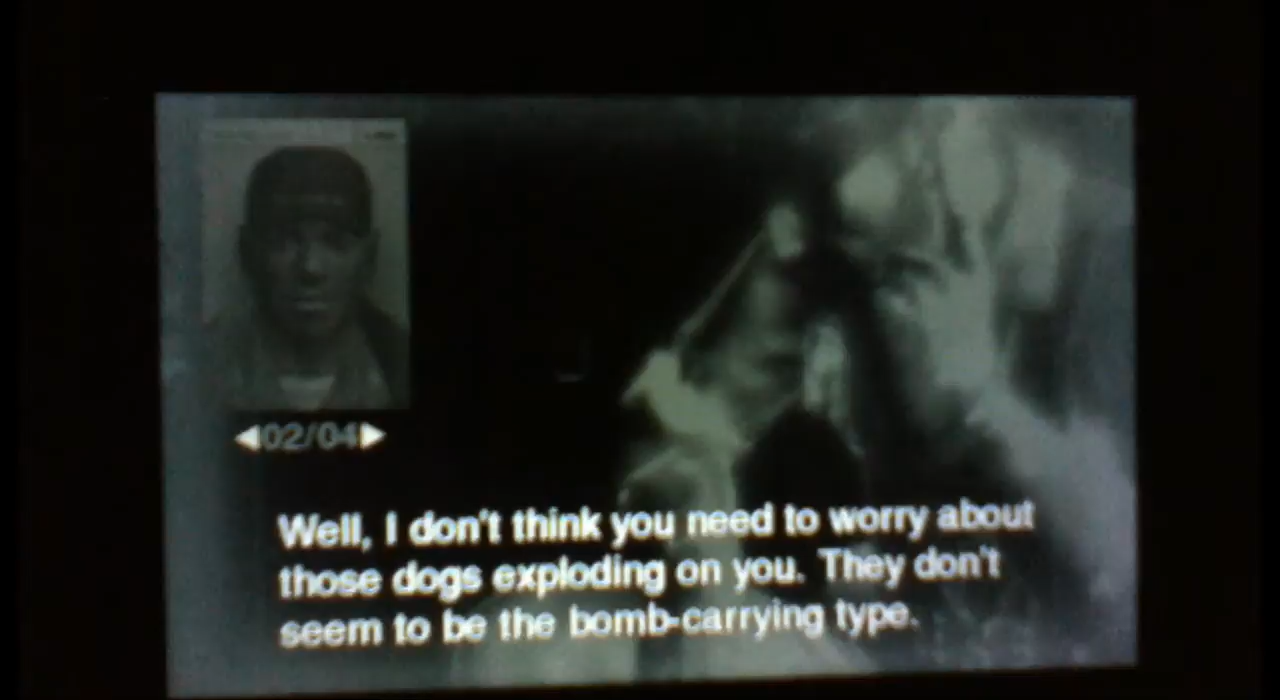 02/04
Well, I don't think you need to worry about
those dogs exploding on you. They don't
seem to be the bomb-carrying type.